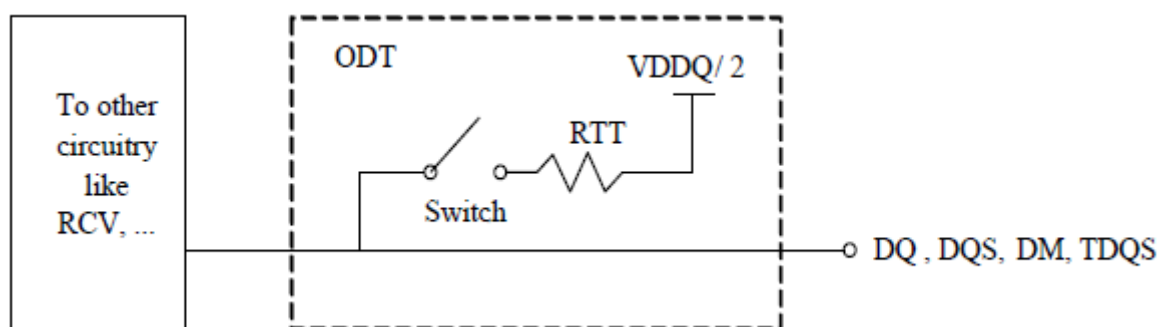 To other
circuitry
like
RCV, ...
ODT
VDDQ/ 2
RTT
Switch
DQ , DQS, DM, TDQS